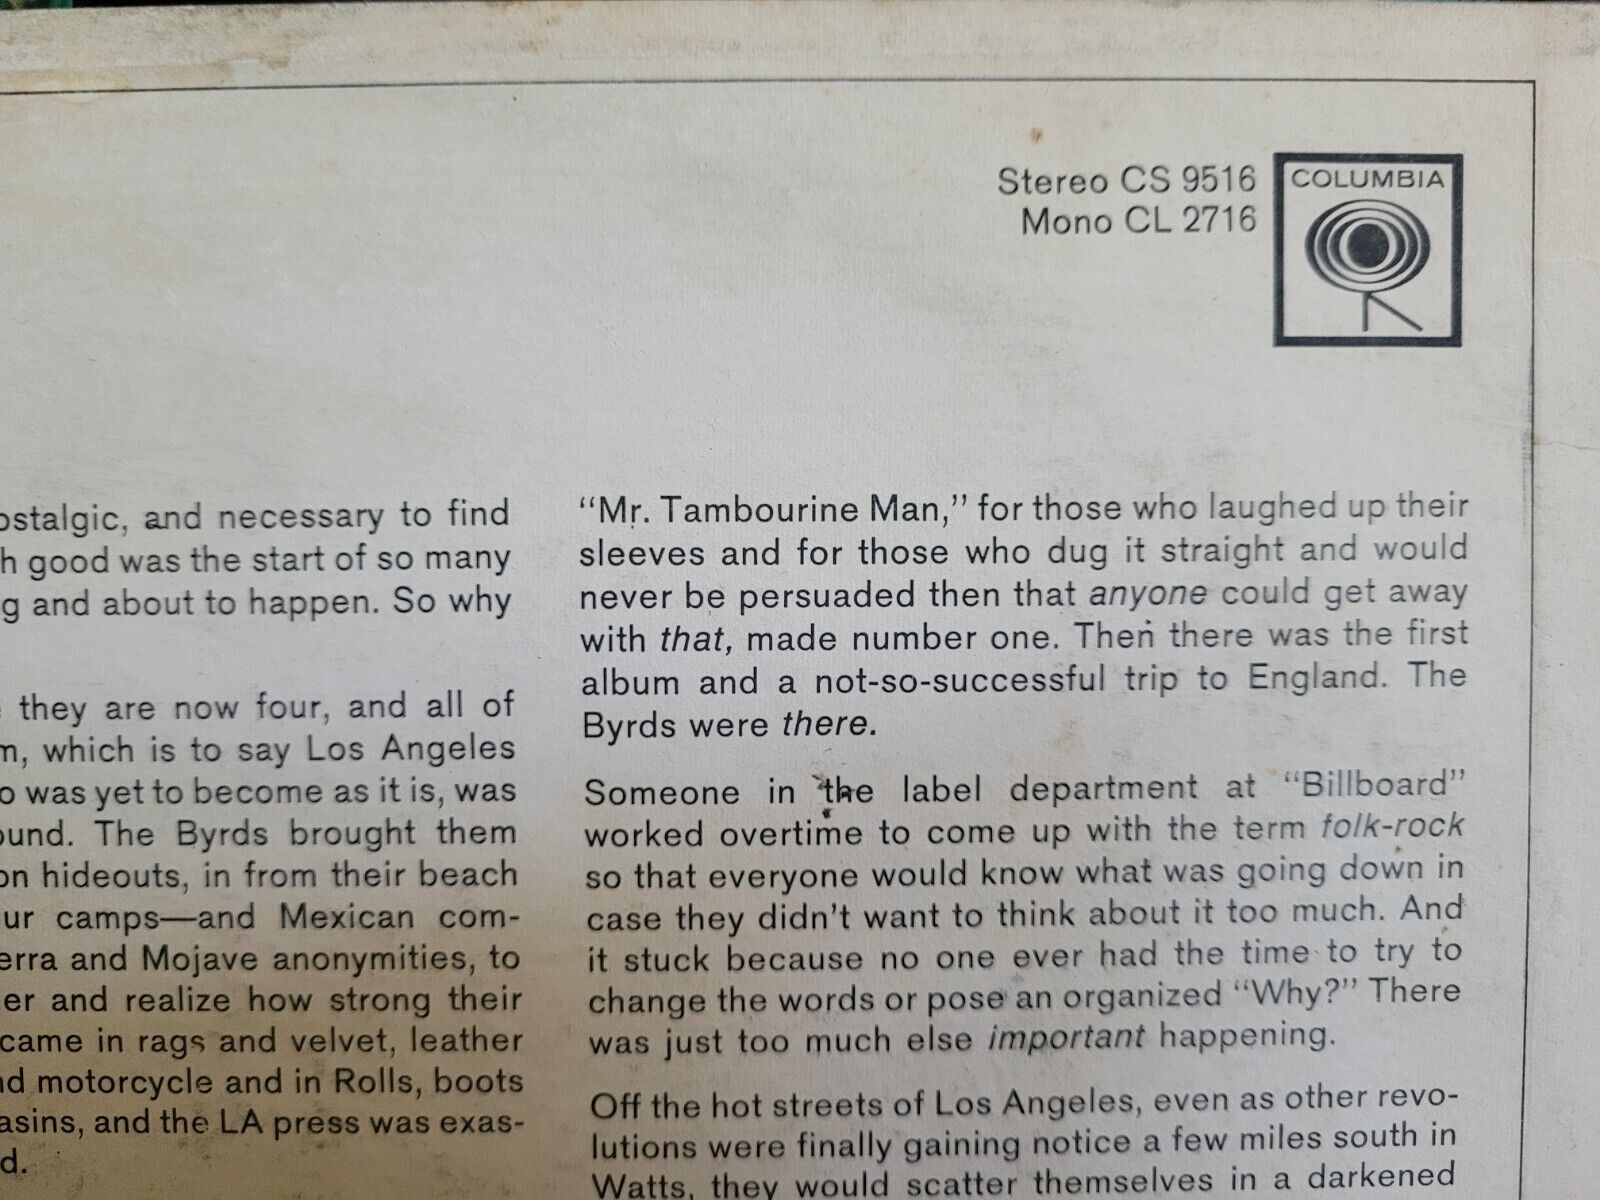 Stereo CS 9516
Mono CL 2716
COLUMBIA
and necessary to find
good was the start of so many
and about to happen. So why
they are now four, and all of
which is to say Los Angeles
was yet to become as it is, was
The Byrds brought them
hideouts, in from their beach
camps—and Mexican com-
and Mojave anonymities, to
and realize how strong their
came in rags and velvet, leather
motorcycle and in Rolls, boots
and the LA press was exas-
“Mr. Tambourine Man,” for those who laughed up their
sleeves and for those who dug it straight and would
never be persuaded then that anyone could get away
with that, made number one. Then there was the first
album and a not-so-successful trip to England. The
Byrds were there.
Someone in the label department at “Billboard”
worked overtime to come up with the term folk-rock
so that everyone would know what was going down in
case they didn’t want to think about it too much. And
it stuck because no one ever had the time to try to
change the words or pose an organized “Why?” There
was just too much else important happening.
Off the hot streets of Los Angeles, even as other revo-
lutions were finally gaining notice a few miles south in
Watts, they would scatter themselves in a darkened